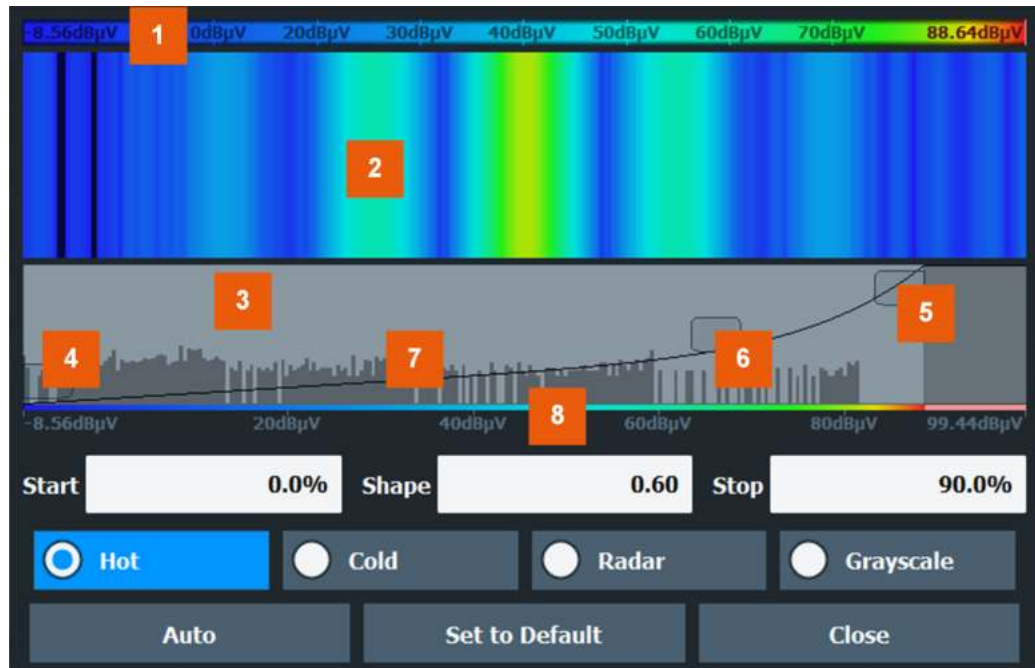 -8.56dBµV 1 0dBµV 20dBµV 30dBµV 40dBµV 50dBµV 60dBµV 70dBµV 88.64dBµV
2
3
4 7 6 5
8
-8.56dBµV 20dBµV 40dBµV 60dBµV 80dBµV 99.44dBµV
Start 0.0% Shape 0.60 Stop 90.0%
Hot Cold Radar Grayscale
Auto Set to Default Close